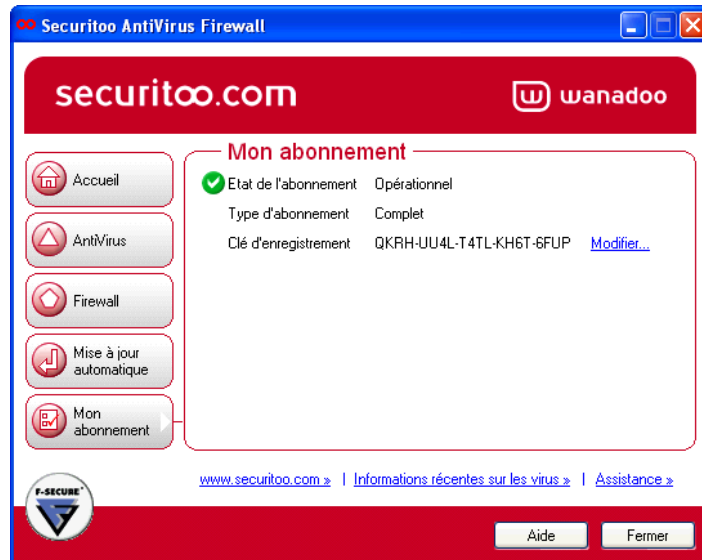 Securitoo AntiVirus Firewall
securitoo.com
wanadoo
Mon abonnement
Accueil
AntiVirus
Firewall
Mise à jour
automatique
Mon
abonnement
Etat de l'abonnement Opérationnel
Type d'abonnement Complet
Clé d'enregistrement QKRH-UU4L-T4TL-KH6T-6FUP Modifier...
www.securitoo.com » | Informations récentes sur les virus » | Assistance »
F-SECURE
Aide Fermer